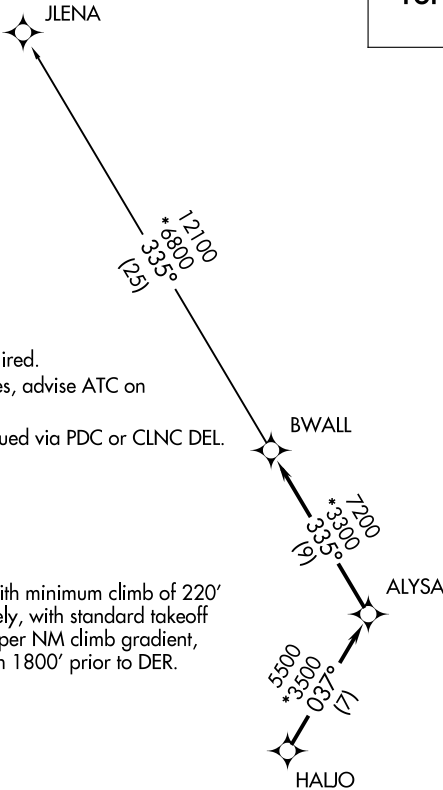 JLENA
12100
*6800
335°
(25)
ired.
es, advise ATC on
ued via PDC or CLNC DEL.
BWALL
7200
*3300
335°
(9)
ith minimum climb of 220'
ely, with standard takeoff
per NM climb gradient,
n 1800' prior to DER.
ALYSA
5500
*3500
037°
(7)
HALJO